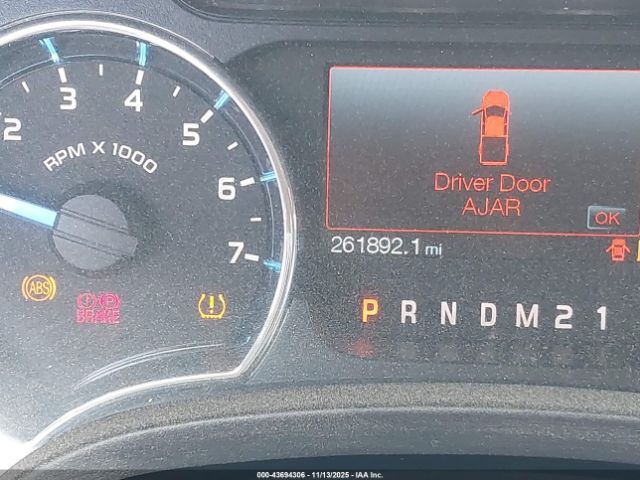 2 3 4 5 6 7
RPM X 1000
Driver Door
AJAR
OK
261892.1 mi
ABS
P
BRAKE
P R N D M 2 1
000-43694306 - 11/13/2025 - IAA Inc.